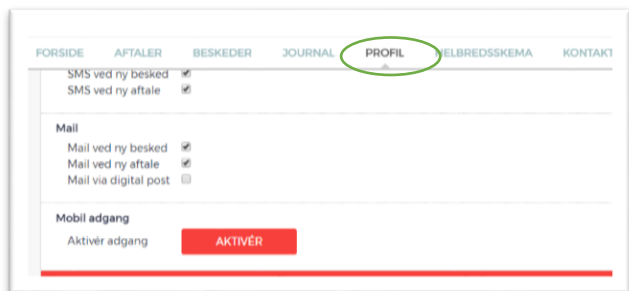 FORSIDE AFTALER BESKEDER JOURNAL PROFIL HELBREDSSKEMA KONTAKT
SMS ved ny besked
SMS ved ny aftale
Mail
Mail ved ny besked
Mail ved ny aftale
Mail via digital post
Mobil adgang
Aktivér adgang AKTIVÉR